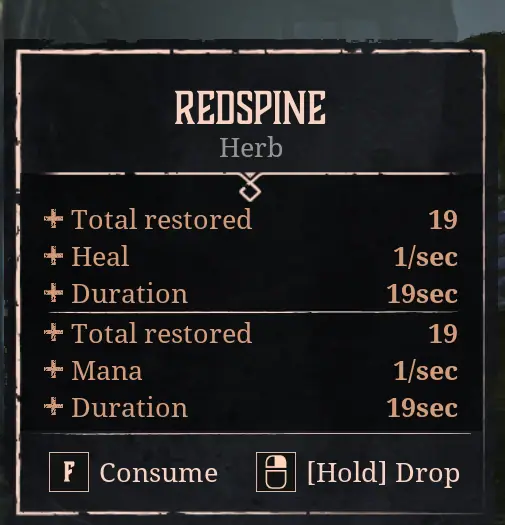 REDSPINE
Herb
Total restored 19
Heal 1/sec
Duration 19sec
Total restored 19
Mana 1/sec
Duration 19sec
F Consume [Hold] Drop